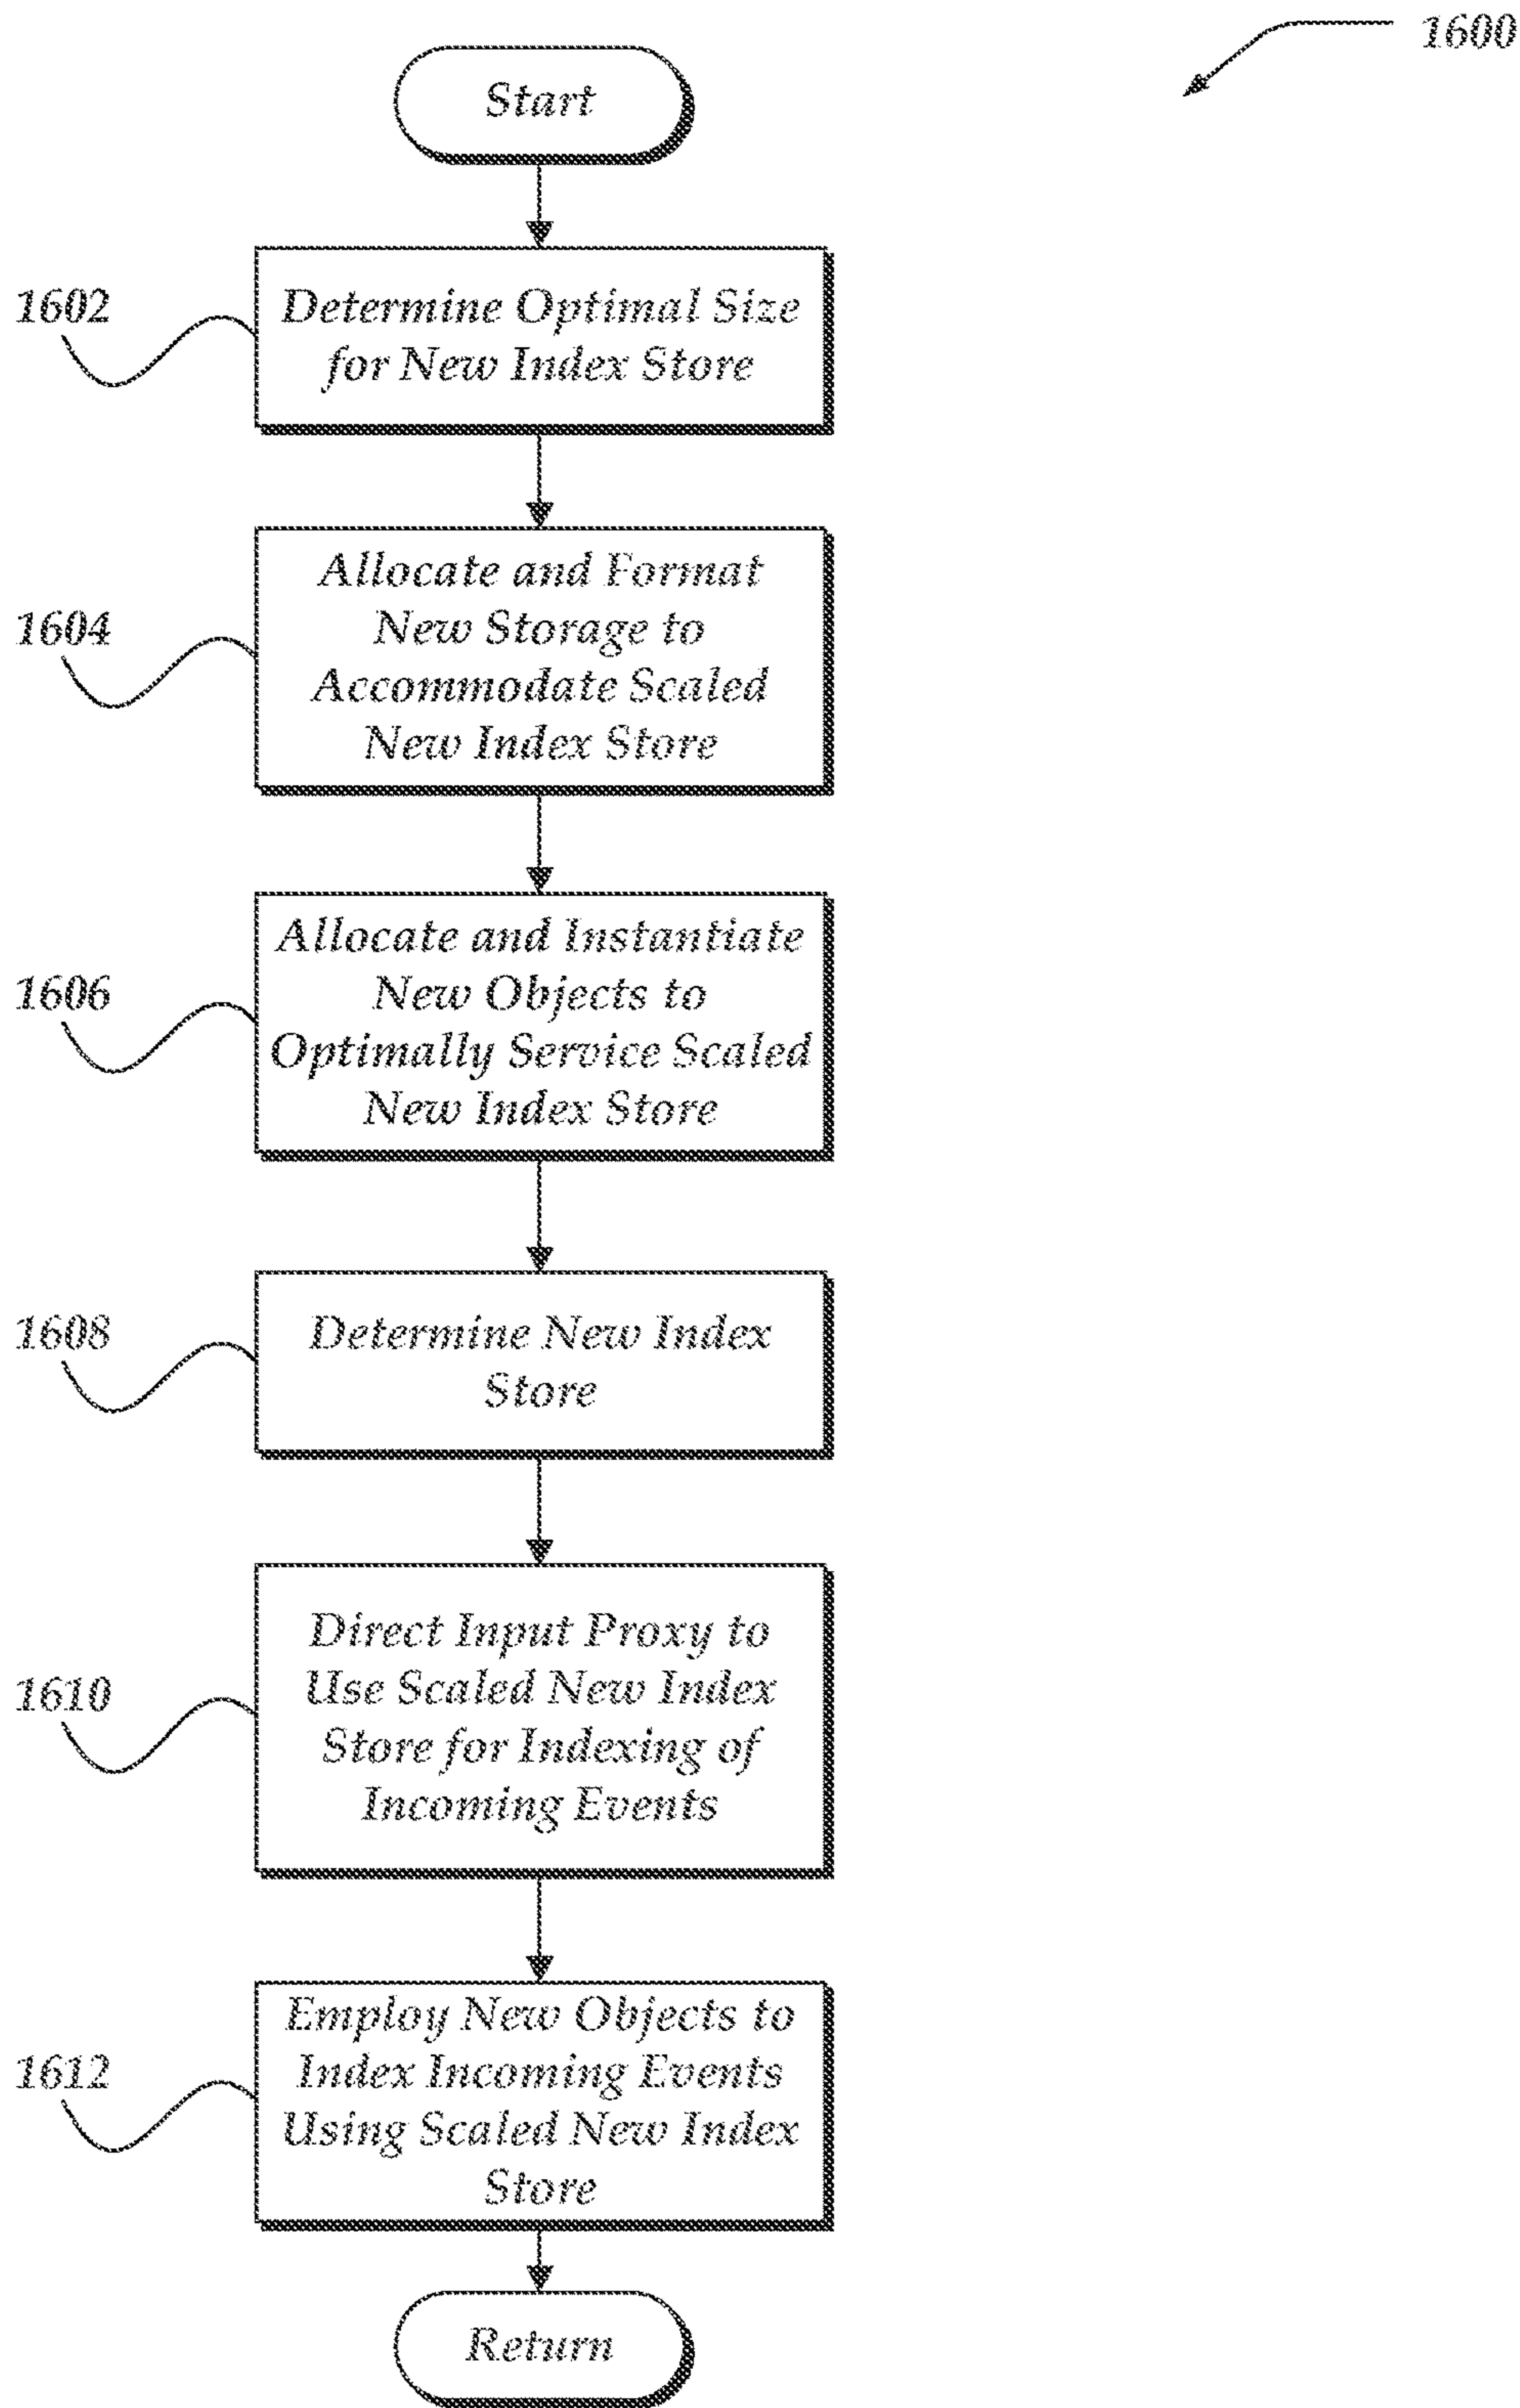 1600
Start
1602
Determine Optimal Size
for New Index Store
1604
Allocate and Format
New Storage to
Accommodate Scaled
New Index Store
1606
Allocate and Instantiate
New Objects to
Optimally Service Scaled
New Index Store
1608
Determine New Index
Store
1610
Direct Input Proxy to
Use Scaled New Index
Store for Indexing of
Incoming Events
1612
Employ New Objects to
Index Incoming Events
Using Scaled New Index
Store
Return